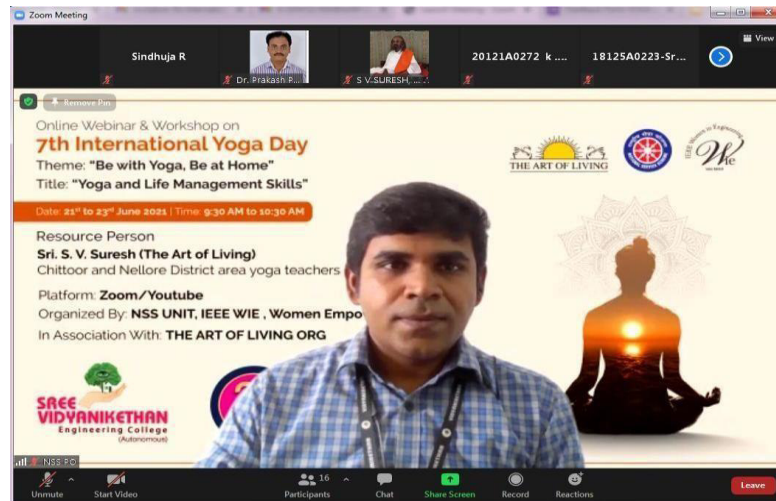 Zoom Meeting
View
Sindhuja R
Dr. Prakash P...
S V.SURESH, ...
20121A0272 k ....
18125A0223-Sr...
Remove Pin
Online Webinar & Workshop on
7th International Yoga Day
Theme: “Be with Yoga, Be at Home”
Title: “Yoga and Life Management Skills”
Date: 21st to 23rd June 2021 | Time: 9:30 AM to 10:30 AM
THE ART OF LIVING
Wie
Resource Person
Sri. S. V. Suresh (The Art of Living)
Chittoor and Nellore District area yoga teachers
Platform: Zoom/Youtube
Organized By: NSS UNIT, IEEE WIE , Women Empo
In Association With: THE ART OF LIVING ORG
SREE
VIDYANIKETHAN
Engineering College
(Autonomous)
NSS PO
Unmute
Start Video
16
Participants
Chat
Share Screen
Record
Reactions
Leave